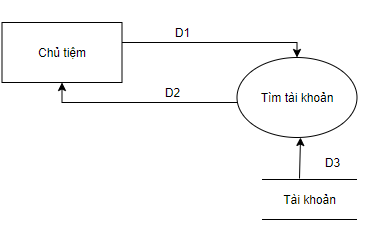 D1
Chủ tiệm
D2
Tìm tài khoản
D3
Tài khoản